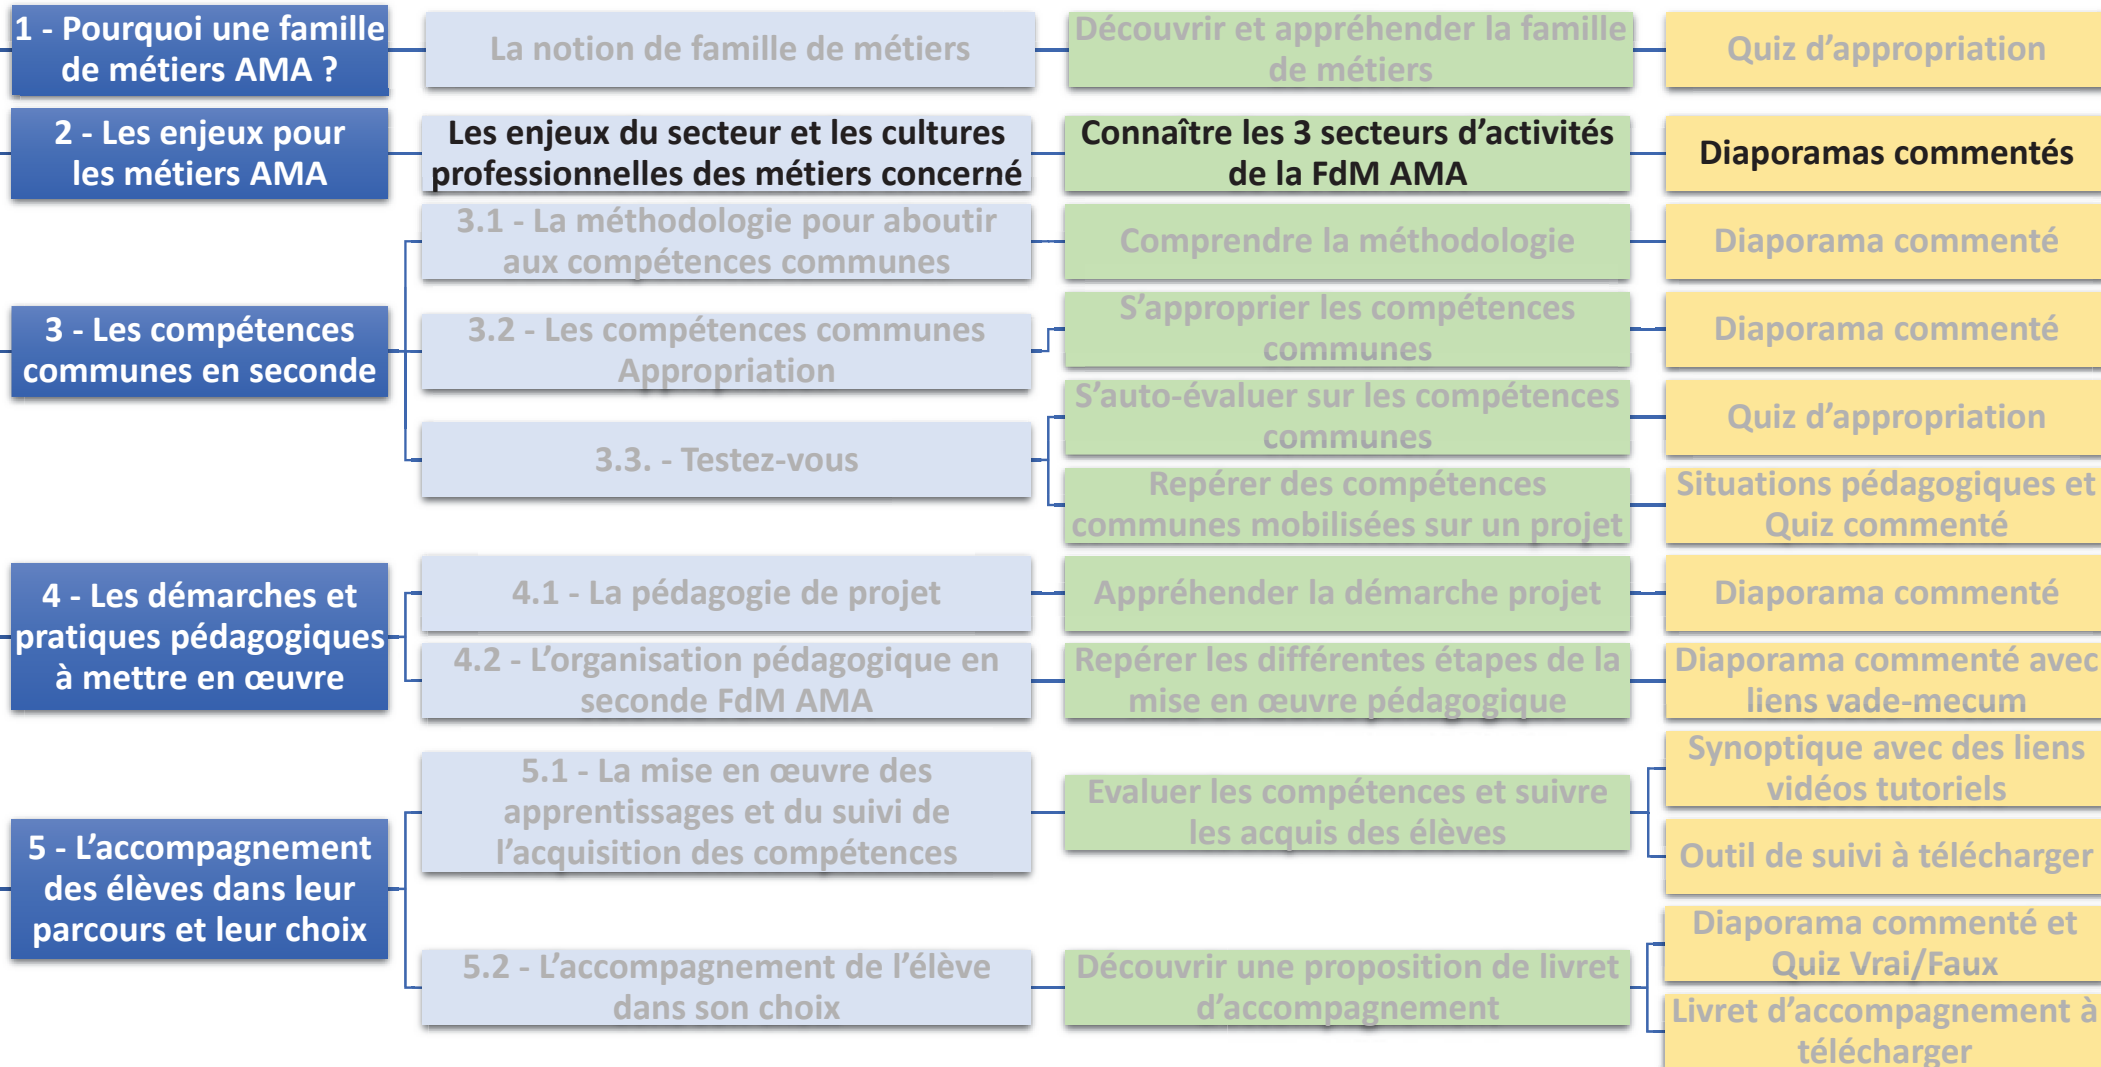 1 - Pourquoi une famille
de métiers AMA ?
La notion de famille de métiers
Découvrir et appréhender la famille
de métiers
Quiz d’appropriation
2 - Les enjeux pour
les métiers AMA
Les enjeux du secteur et les cultures
professionnelles des métiers concerné
Connaître les 3 secteurs d’activités
de la FdM AMA
Diaporamas commentés
3 - Les compétences
communes en seconde
3.1 - La méthodologie pour aboutir
aux compétences communes
Comprendre la méthodologie
Diaporama commenté
3.2 - Les compétences communes
Appropriation
S’approprier les compétences
communes
Diaporama commenté
3.3. - Testez-vous
S’auto-évaluer sur les compétences
communes
Quiz d’appropriation
Repérer des compétences
communes mobilisées sur un projet
Situations pédagogiques et
Quiz commenté
4 - Les démarches et
pratiques pédagogiques
à mettre en œuvre
4.1 - La pédagogie de projet
Appréhender la démarche projet
Diaporama commenté
4.2 - L’organisation pédagogique en
seconde FdM AMA
Repérer les différentes étapes de la
mise en œuvre pédagogique
Diaporama commenté avec
liens vade-mecum
5 - L’accompagnement
des élèves dans leur
parcours et leur choix
5.1 - La mise en œuvre des
apprentissages et du suivi de
l’acquisition des compétences
Evaluer les compétences et suivre
les acquis des élèves
Synoptique avec des liens
vidéos tutoriels
Outil de suivi à télécharger
5.2 - L’accompagnement de l’élève
dans son choix
Découvrir une proposition de livret
d’accompagnement
Diaporama commenté et
Quiz Vrai/Faux
Livret d’accompagnement à
télécharger